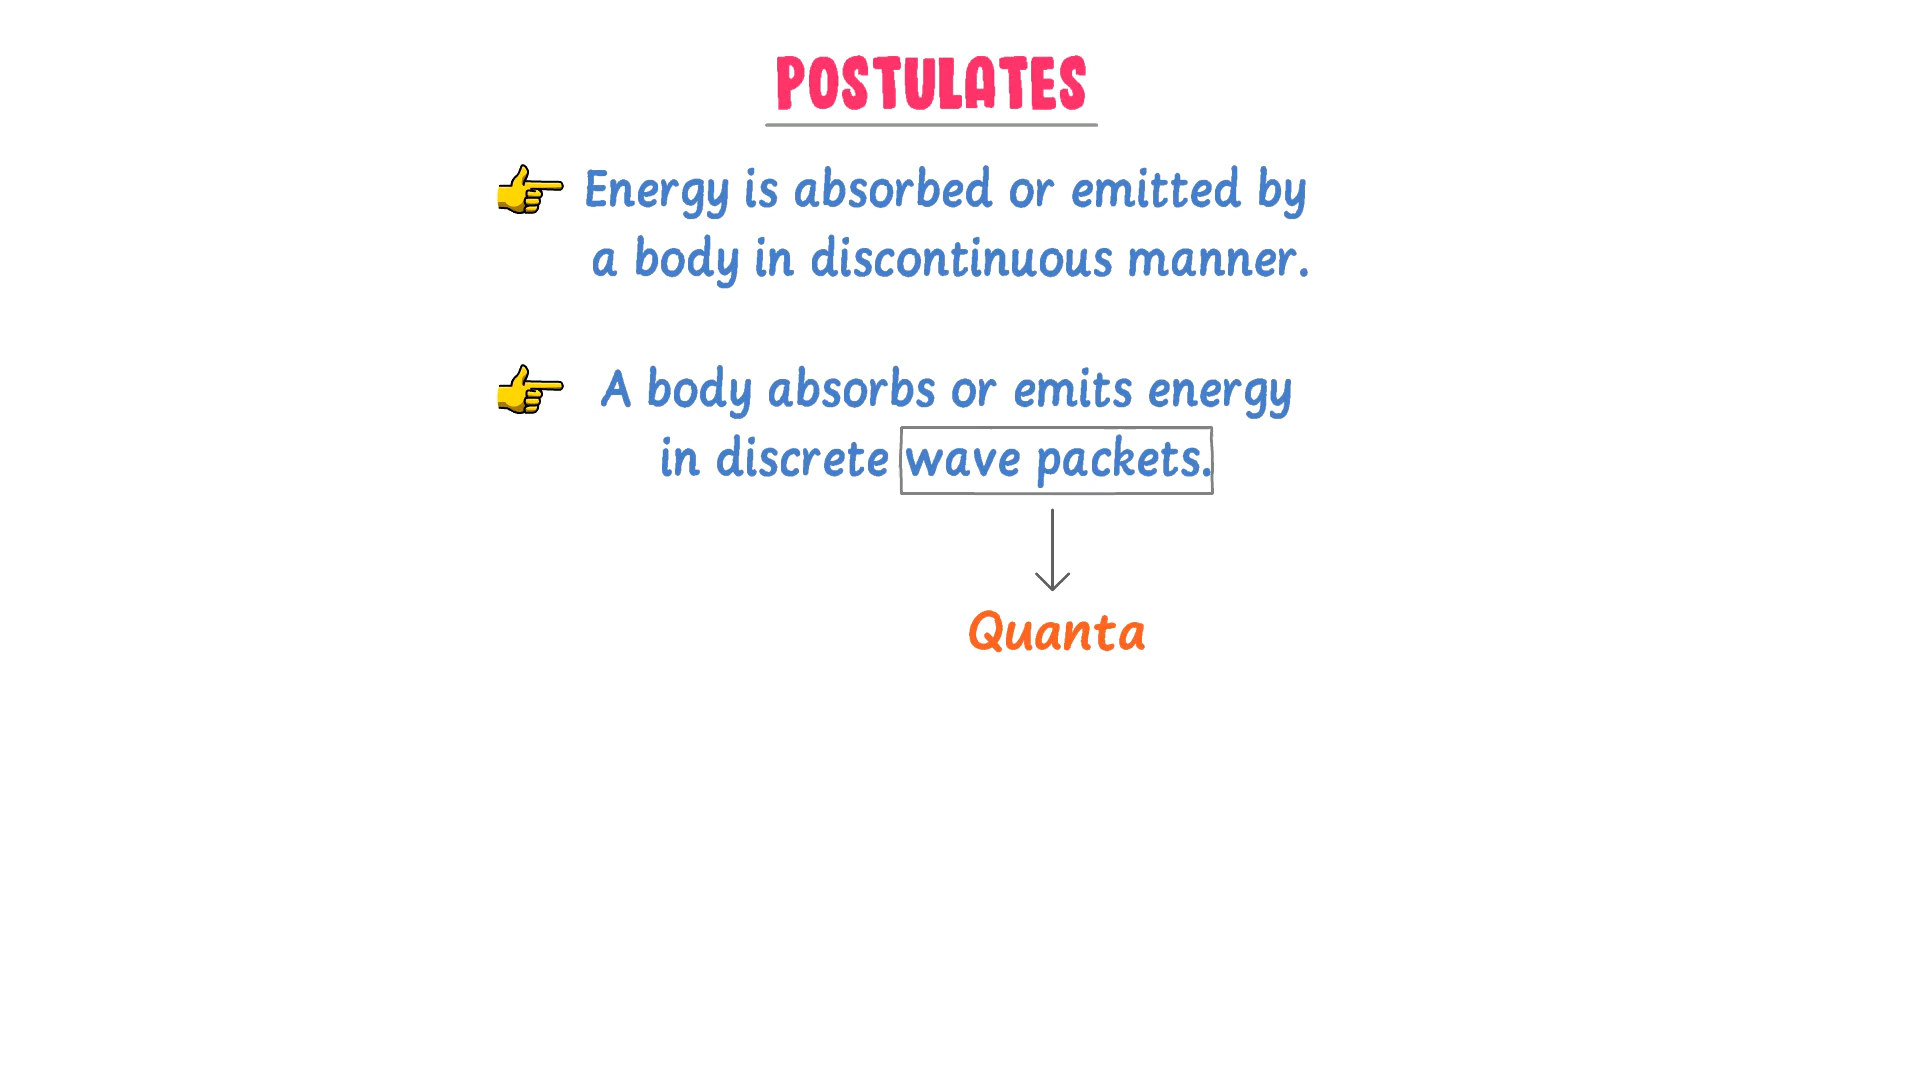 POSTULATES
Energy is absorbed or emitted by
a body in discontinuous manner.
A body absorbs or emits energy
in discrete wave packets.
Quanta